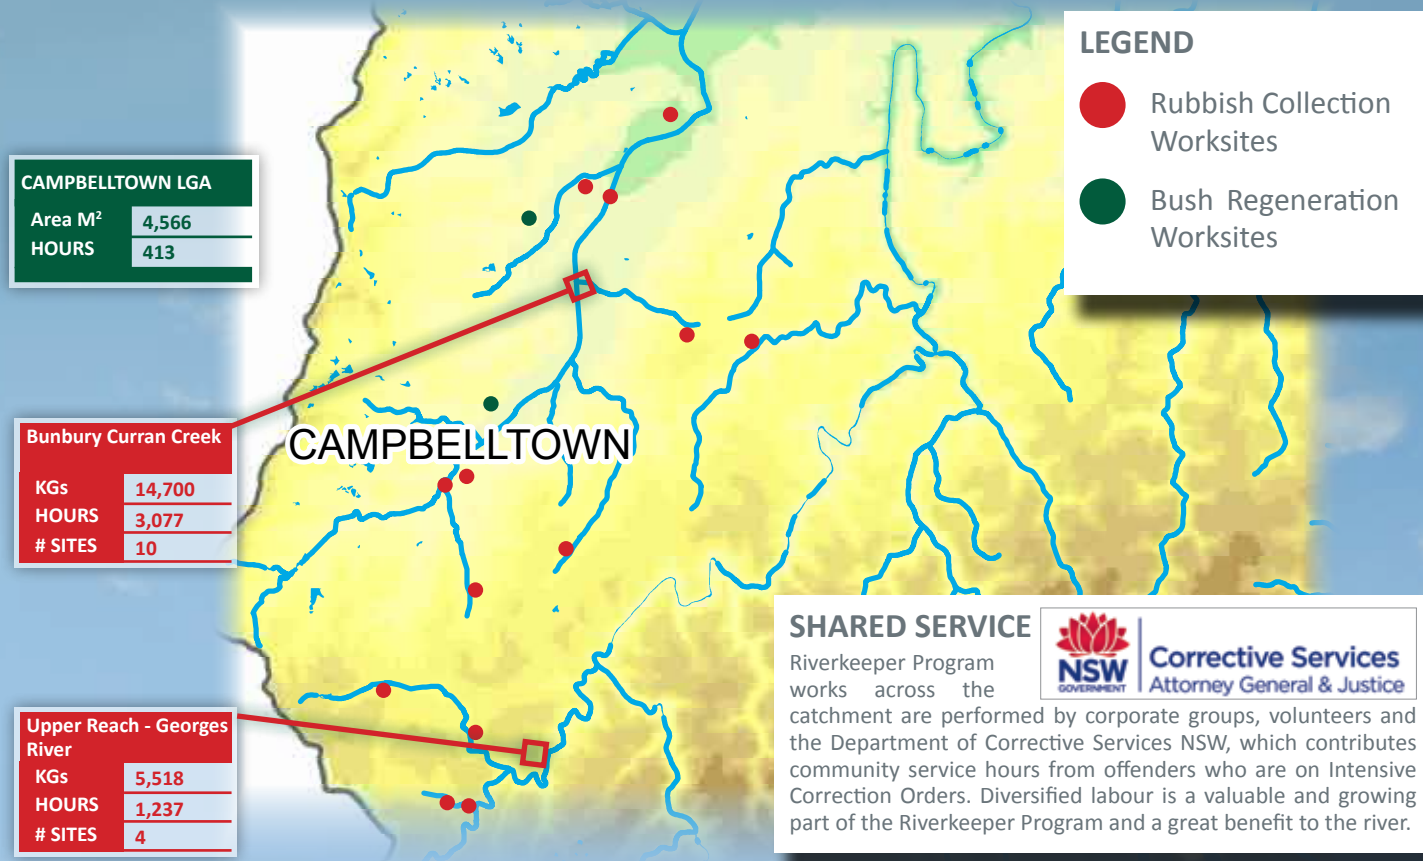 LEGEND
Rubbish Collection
Worksites
Bush Regeneration
Worksites
CAMPBELLTOWN LGA
Area M² 4,566
HOURS 413
CAMPBELLTOWN
Bunbury Curran Creek
KGs 14,700
HOURS 3,077
# SITES 10
Upper Reach - Georges
River
KGs 5,518
HOURS 1,237
# SITES 4
SHARED SERVICE
NSW
GOVERNMENT
Corrective Services
Attorney General & Justice
Riverkeeper Program
works across the
catchment are performed by corporate groups, volunteers and
the Department of Corrective Services NSW, which contributes
community service hours from offenders who are on Intensive
Correction Orders. Diversified labour is a valuable and growing
part of the Riverkeeper Program and a great benefit to the river.